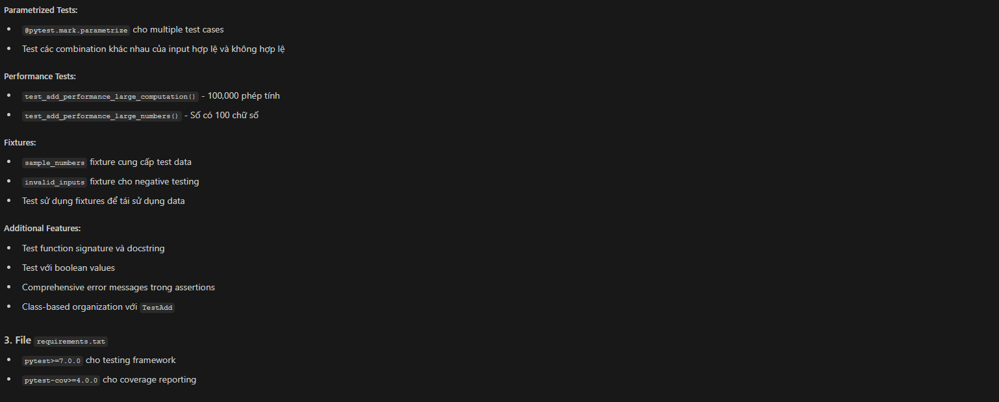 Parametrized Tests:
@pytest.mark.parametrize cho multiple test cases
Test các combination khác nhau của input hợp lệ và không hợp lệ
Performance Tests:
test_add_performance_large_computation() - 100,000 phép tính
test_add_performance_large_numbers() - Số có 100 chữ số
Fixtures:
sample_numbers fixture cung cấp test data
invalid_inputs fixture cho negative testing
Test sử dụng fixtures để tái sử dụng data
Additional Features:
Test function signature và docstring
Test với boolean values
Comprehensive error messages trong assertions
Class-based organization với TestAdd
3. File requirements.txt
pytest>=7.0.0 cho testing framework
pytest-cov>=4.0.0 cho coverage reporting